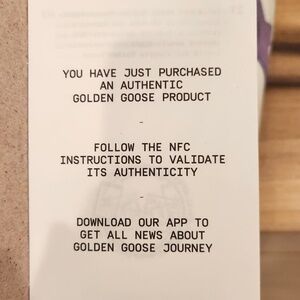 YOU HAVE JUST PURCHASED
AN AUTHENTIC
GOLDEN GOOSE PRODUCT
-
FOLLOW THE NFC
INSTRUCTIONS TO VALIDATE
ITS AUTHENTICITY
-
DOWNLOAD OUR APP TO
GET ALL NEWS ABOUT
GOLDEN GOOSE JOURNEY